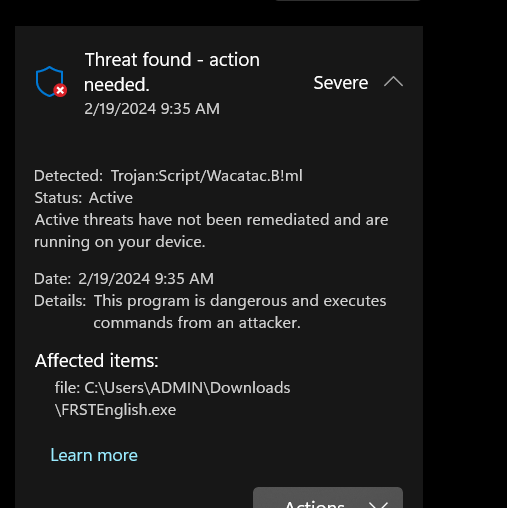 Threat found - action
needed.
Severe
2/19/2024 9:35 AM
Detected: Trojan:Script/Wacatac.B!ml
Status: Active
Active threats have not been remediated and are
running on your device.
Date: 2/19/2024 9:35 AM
Details: This program is dangerous and executes
commands from an attacker.
Affected items:
file: C:\Users\ADMIN\Downloads
\FRSTEnglish.exe
Learn more
Actions